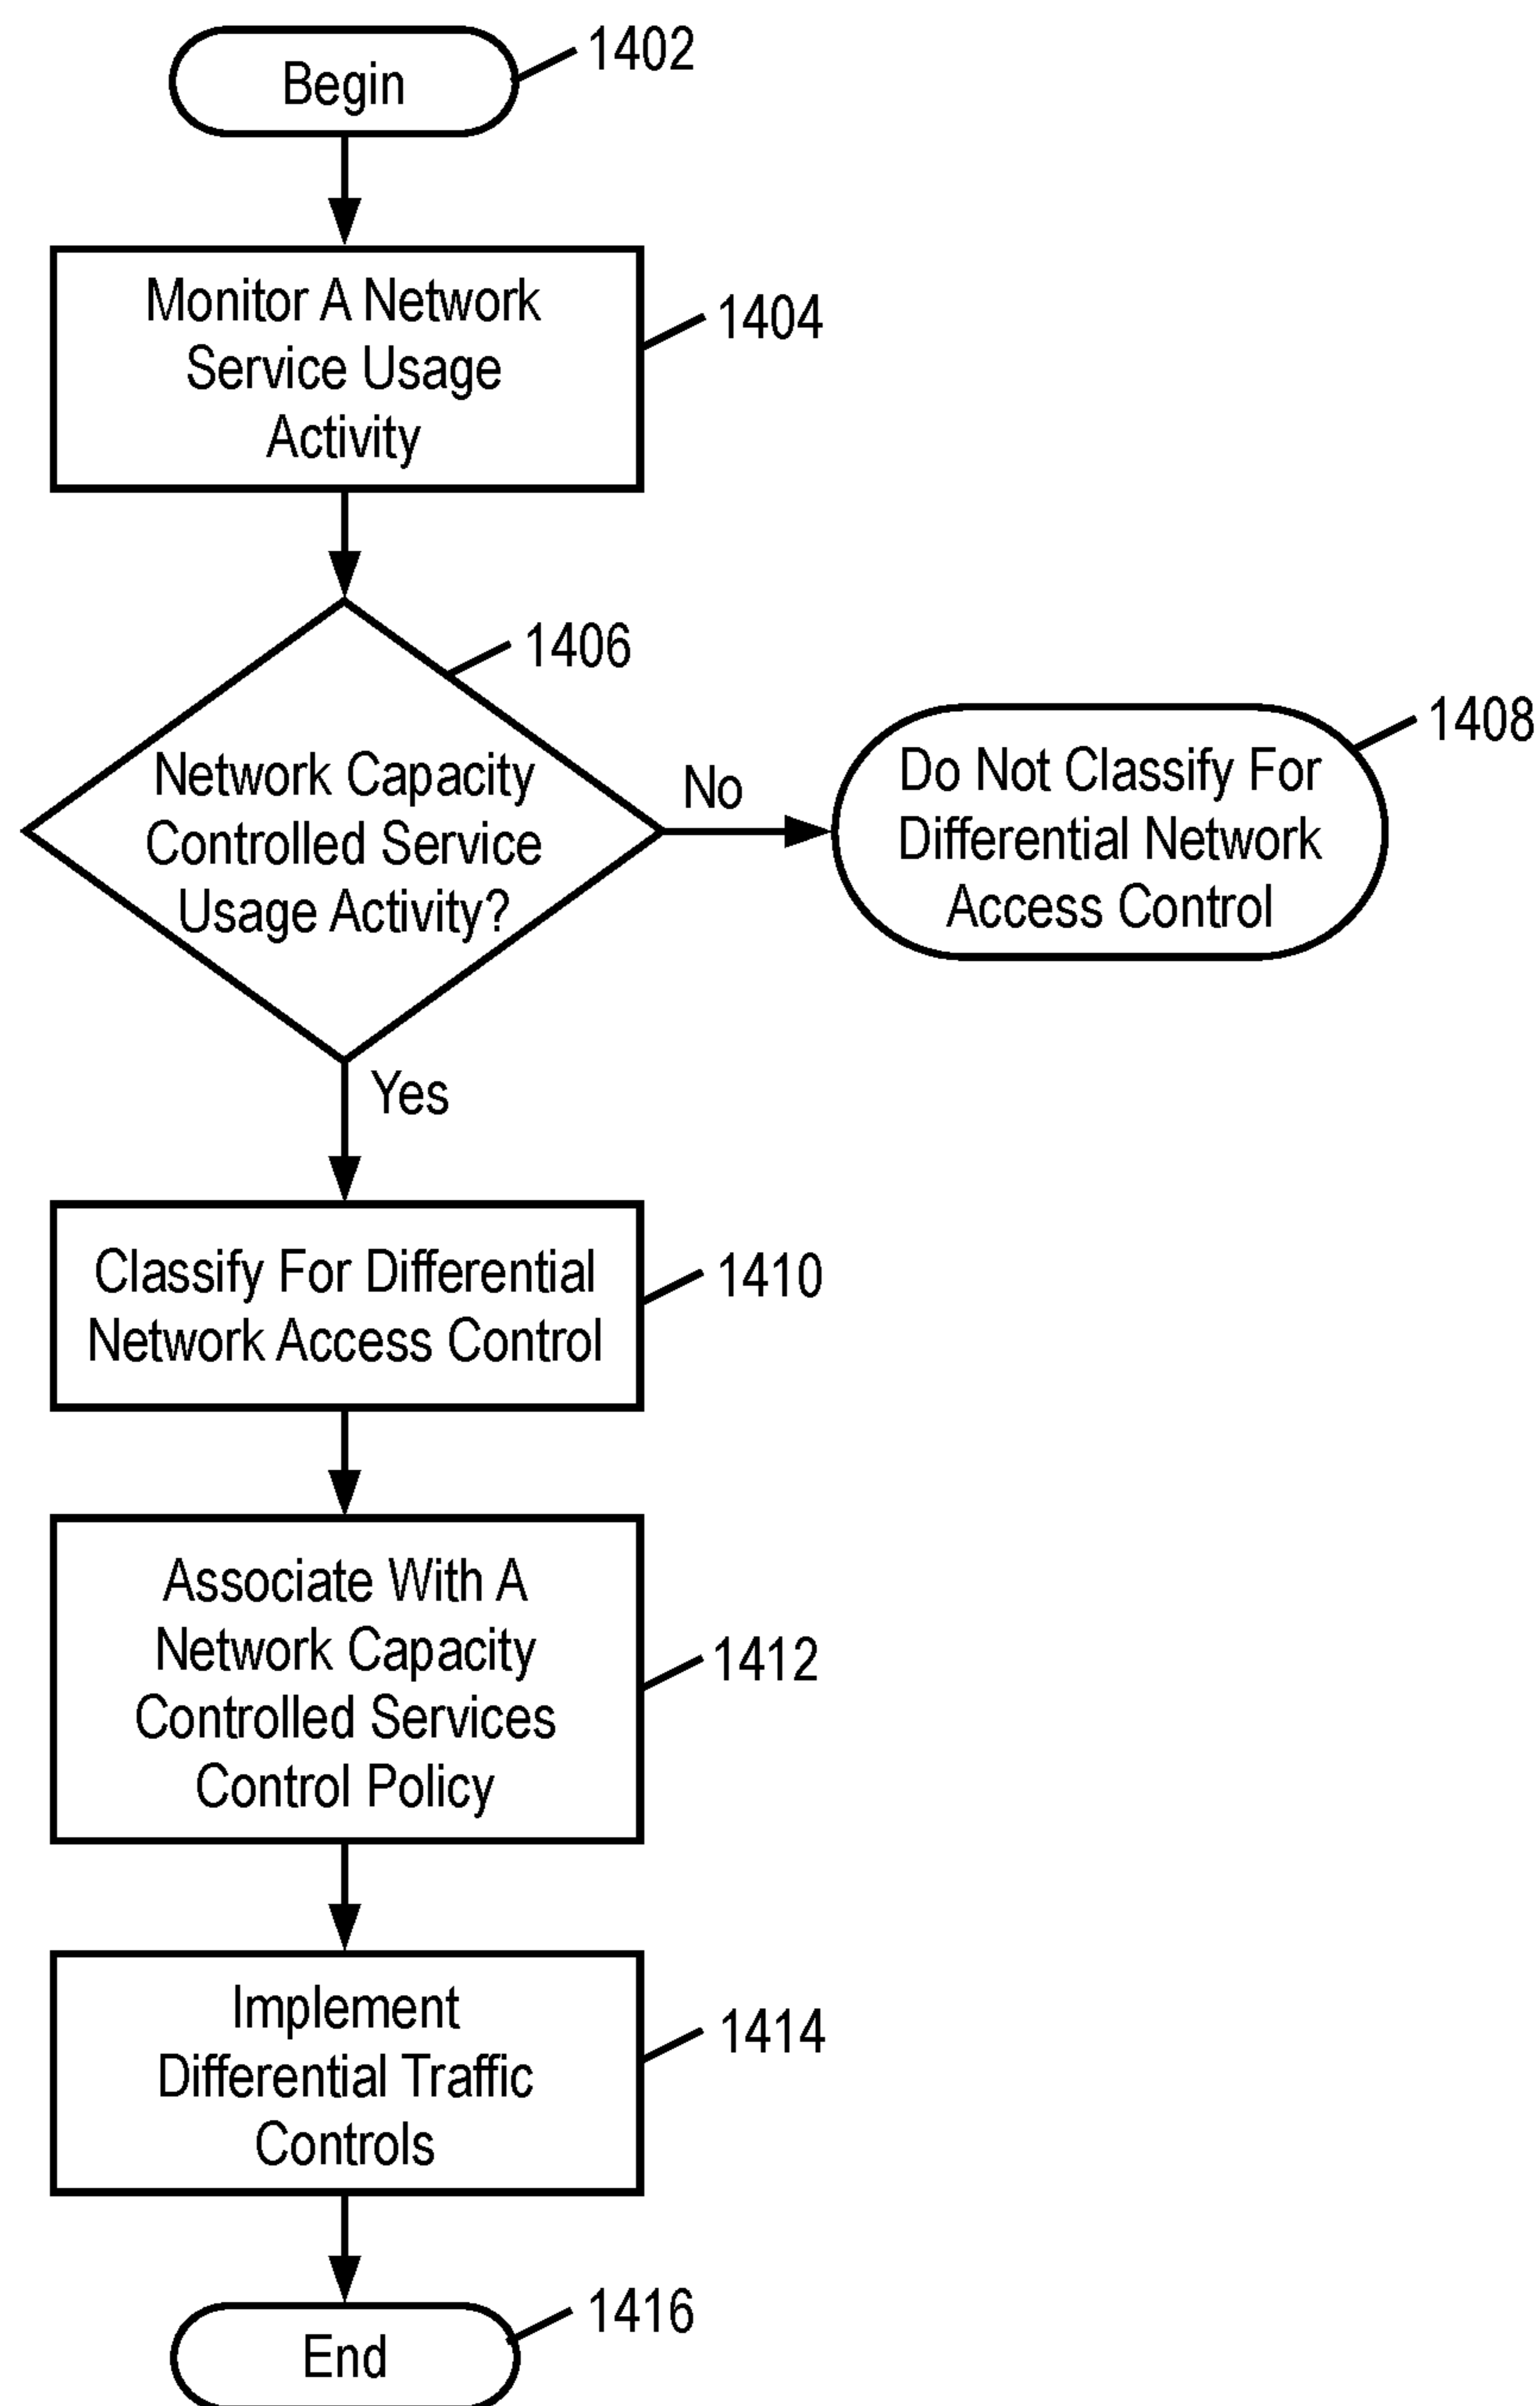 Begin
1402
Monitor A Network
Service Usage
Activity
1404
1406
Network Capacity
Controlled Service
Usage Activity?
No
1408
Do Not Classify For
Differential Network
Access Control
Yes
Classify For Differential
Network Access Control
1410
Associate With A
Network Capacity
Controlled Services
Control Policy
1412
Implement
Differential Traffic
Controls
1414
End
1416